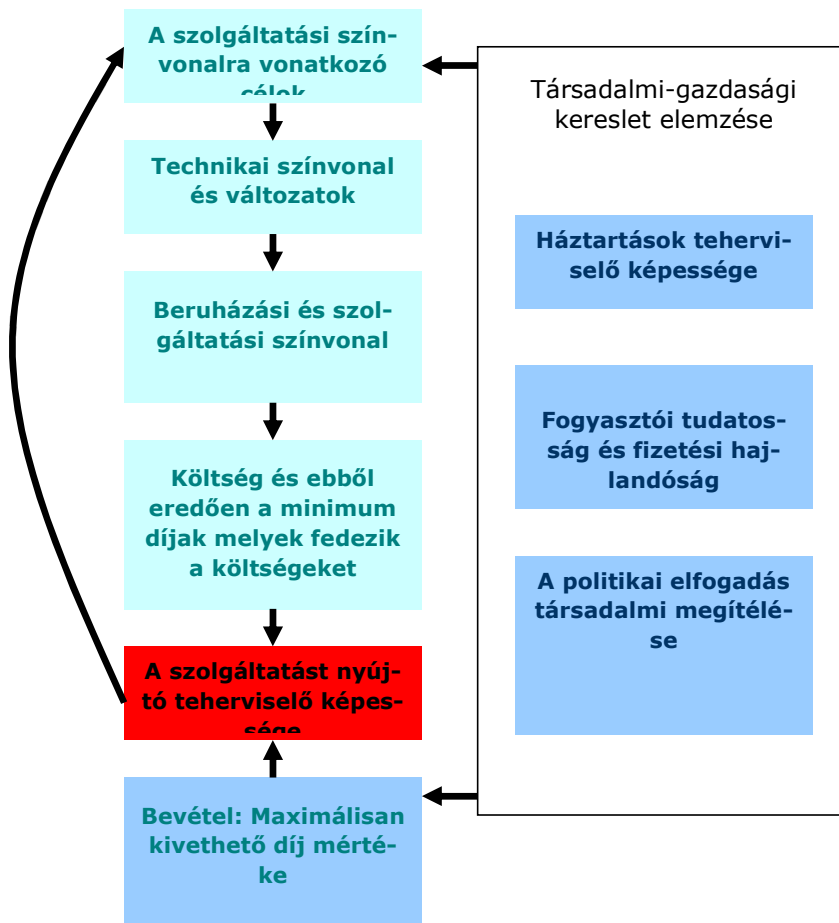 A szolgáltatási szín-
vonalra vonatkozó
célok
Technikai színvonal
és változatok
Beruházási és szol-
gáltatási színvonal
Költség és ebből
eredően a minimum
díjak melyek fedezik
a költségeket
A szolgáltatást nyúj-
tó teherviselő képes-
sége
Bevétel: Maximálisan
kivethető díj mérté-
ke
Társadalmi-gazdasági
kereslet elemzése
Háztartások tehervi-
selő képessége
Fogyasztói tudatos-
ság és fizetési haj-
landóság
A politikai elfogadás
társadalmi megítélé-
se